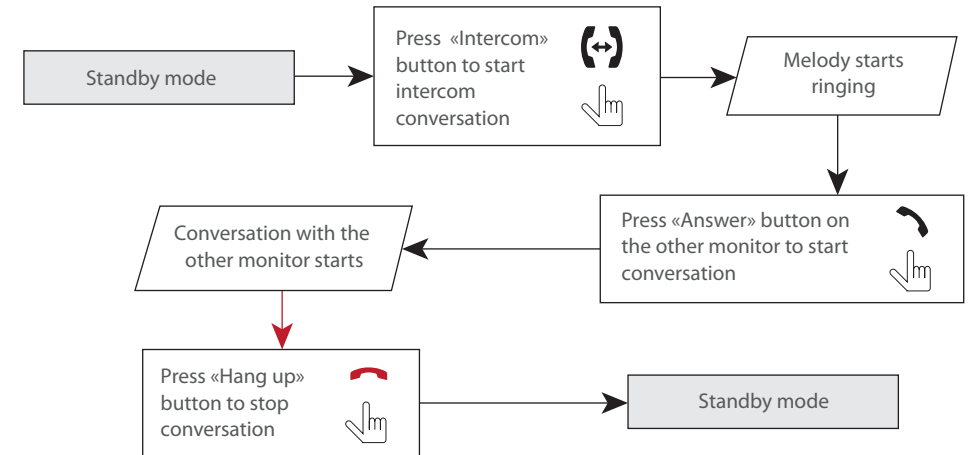 Standby mode
Press «Intercom»
button to start
intercom
conversation
Melody starts
ringing
Press «Answer» button on
the other monitor to start
conversation
Conversation with the
other monitor starts
Press «Hang up»
button to stop
conversation
Standby mode